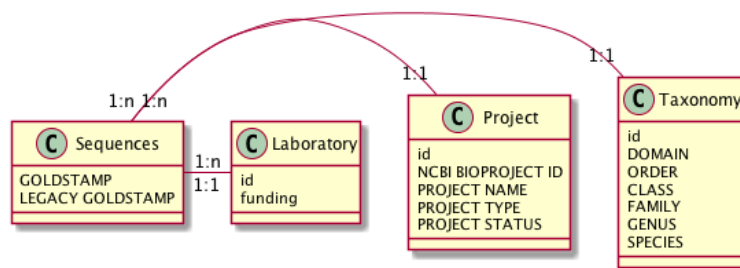 1:1
1:1
1:n 1:n
C Sequences
GOLDSTAMP
LEGACY GOLDSTAMP
1:n
1:1
C Laboratory
id
funding
C Project
id
NCBI BIOPROJECT ID
PROJECT NAME
PROJECT TYPE
PROJECT STATUS
C Taxonomy
id
DOMAIN
ORDER
CLASS
FAMILY
GENUS
SPECIES